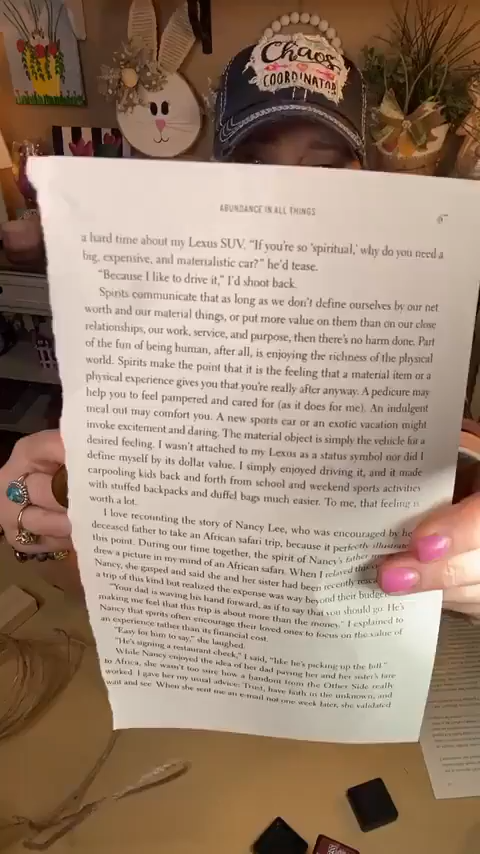 Chaos
COORDINATOR
ABUNDANCE IN ALL THINGS
a hard time about my Lexus SUV. "If you're so 'spiritual,' why do you need a
big, expensive, and materialistic car?" he'd tease.
"Because I like to drive it," I'd shoot back.
Spirits communicate that as long as we don't define ourselves by our net
worth and our material things, or put more value on them than on our close
relationships, our work, service, and purpose, then there's no harm done. Part
of the fun of being human, after all, is enjoying the richness of the physical
world. Spirits make the point that it is the feeling that a material item or a
physical experience gives you that you're really after anyway. A pedicure may
help you to feel pampered and cared for (as it does for me). An indulgent
meal out may comfort you. A new sports car or an exotic vacation might
invoke excitement and daring. The material object is simply the vehicle for a
desired feeling. I wasn't attached to my Lexus as a status symbol nor did I
define myself by its dollar value. I simply enjoyed driving it, and it made
carpooling kids back and forth from school and weekend sports activities
with stuffed backpacks and duffel bags much easier. To me, that feeling is
worth a lot.
I love recounting the story of Nancy Lee, who was encouraged by her
deceased father to take an African safari trip, because it perfectly
this point. During our time together, the spirit of Nancy's father
drew a picture in my mind of an African safari. When I relayed this
Nancy, she gasped and said she and her sister had been recently
a trip of this kind but realized the expense was way beyond their budget.
"Your dad is waving his hand forward, as if to say that you should go. He's
making me feel that this trip is about more than the money." I explained to
Nancy that spirits often encourage their loved ones to focus on the value of
an experience rather than its financial cost.
"Easy for him to say," she laughed.
"He's signing a restaurant check," I said, "like he's picking up the bill."
While Nancy enjoyed the idea of her dad paying her and her sister's fare
to Africa, she wasn't too sure how a handout from the Other Side really
worked. I gave her my usual advice: Trust, have faith in the unknown, and
wait and see. When she sent me an e-mail not one week later, she validated